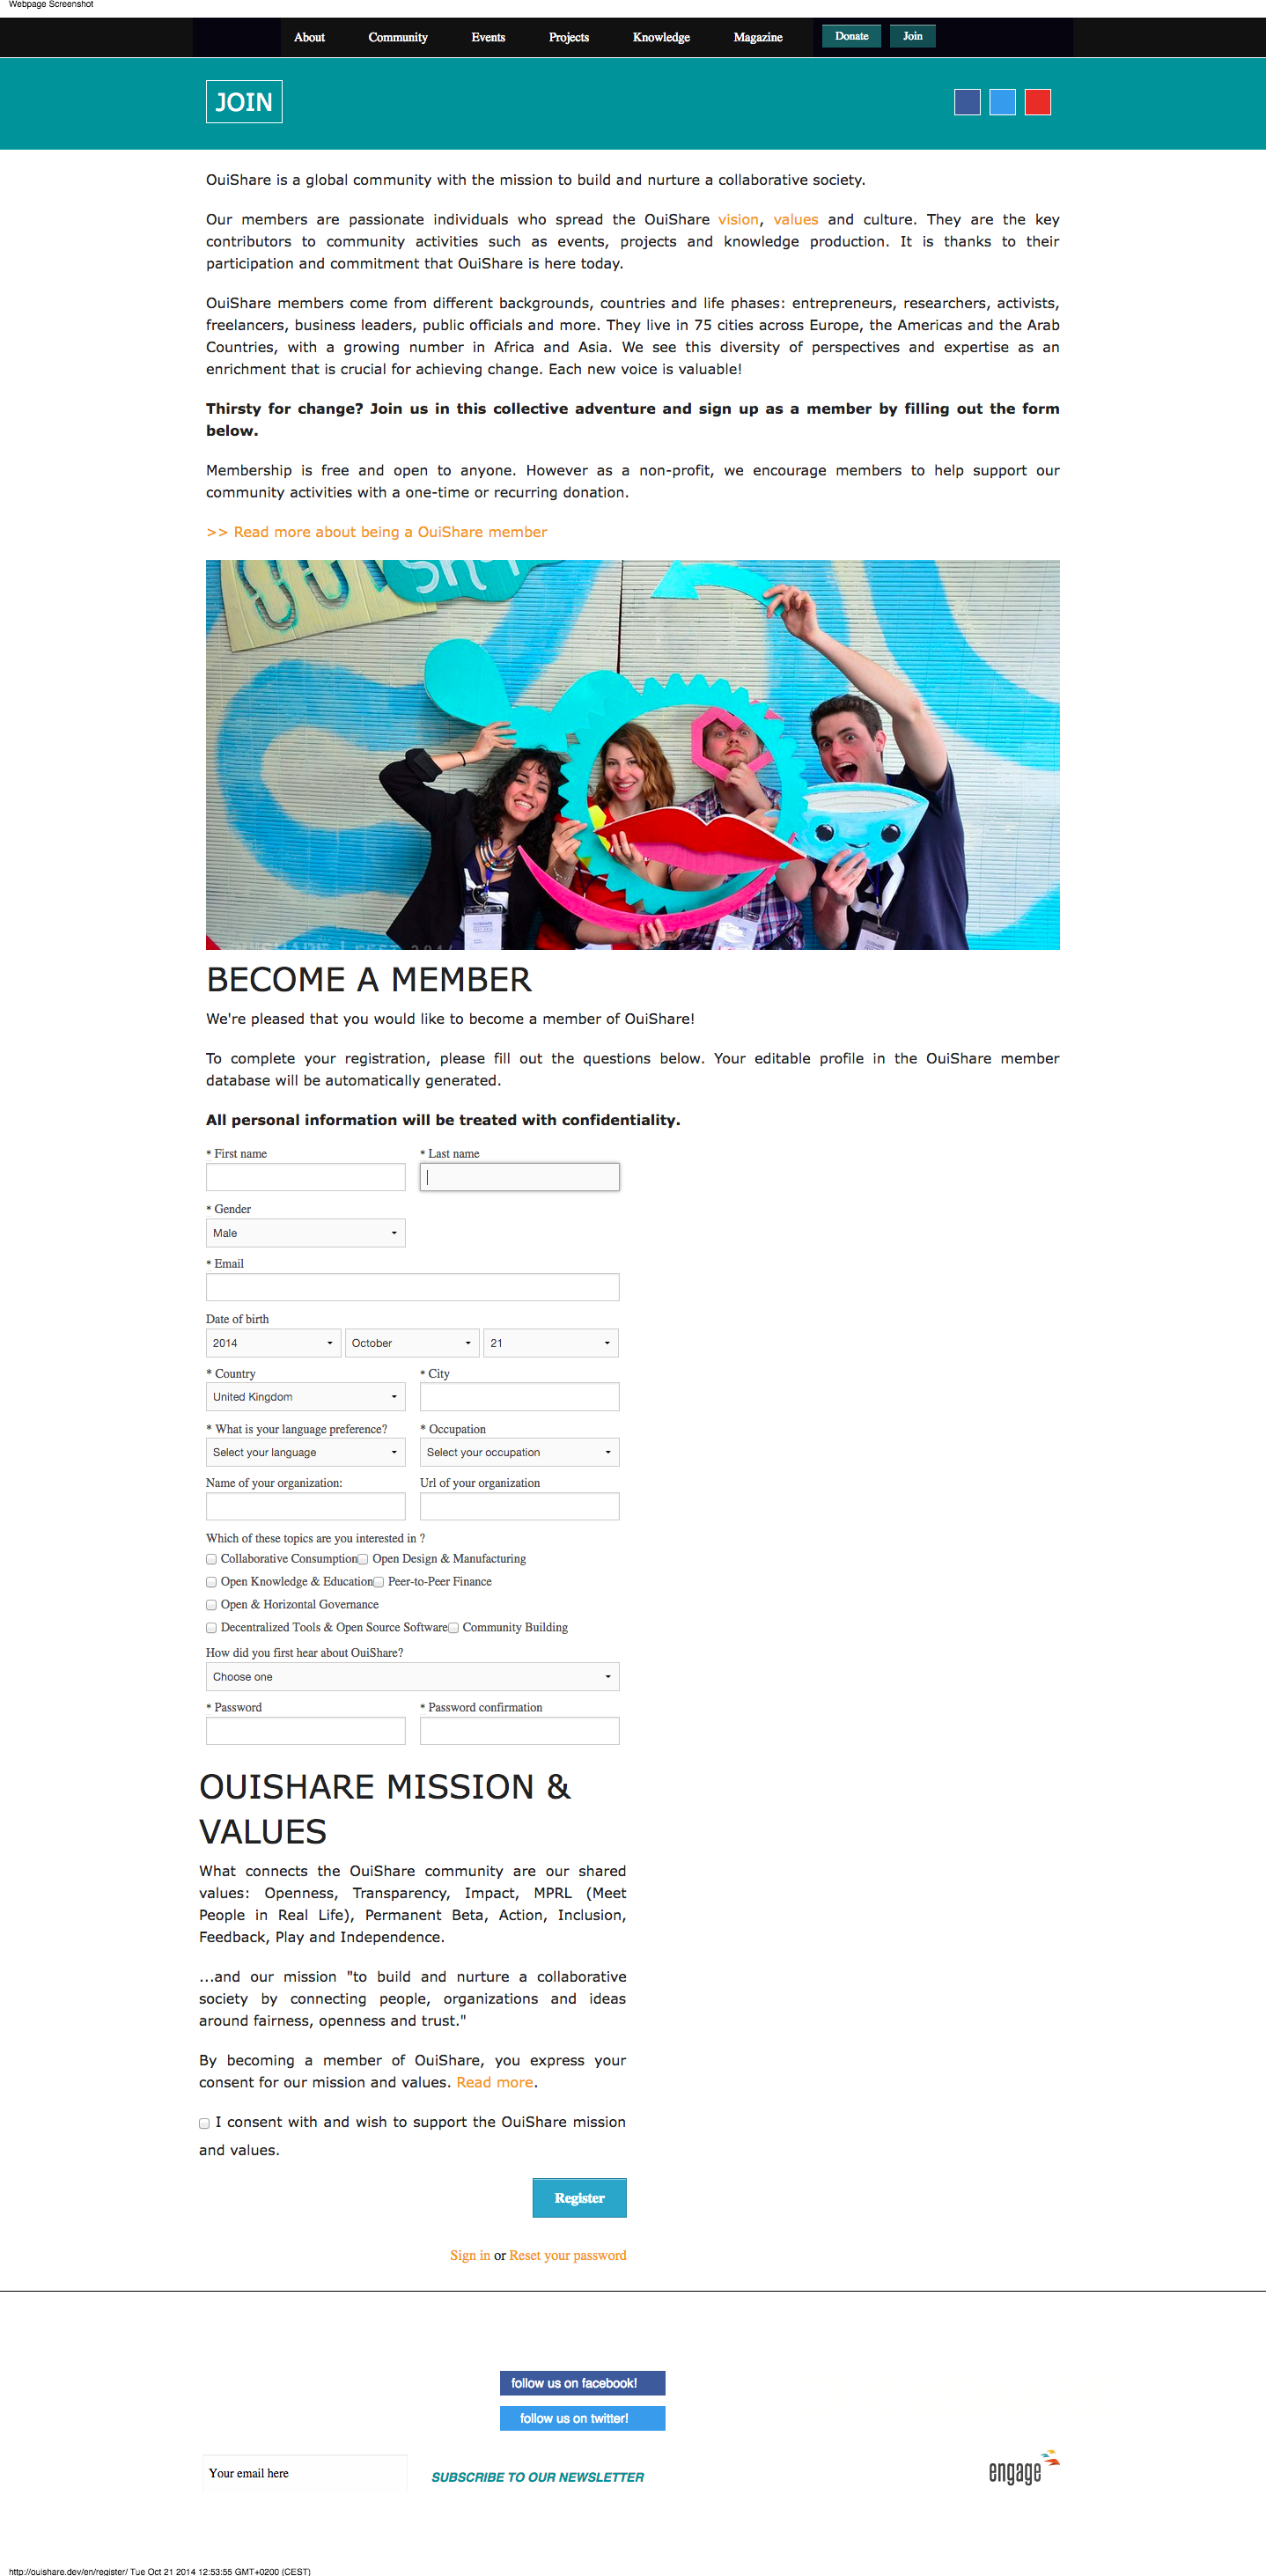 Webpage Screenshot
About Community Events Projects Knowledge Magazine Donate Join
JOIN
OuiShare is a global community with the mission to build and nurture a collaborative society.
Our members are passionate individuals who spread the OuiShare vision, values and culture. They are the key
contributors to community activities such as events, projects and knowledge production. It is thanks to their
participation and commitment that OuiShare is here today.
OuiShare members come from different backgrounds, countries and life phases: entrepreneurs, researchers, activists,
freelancers, business leaders, public officials and more. They live in 75 cities across Europe, the Americas and the Arab
Countries, with a growing number in Africa and Asia. We see this diversity of perspectives and expertise as an
enrichment that is crucial for achieving change. Each new voice is valuable!
Thirsty for change? Join us in this collective adventure and sign up as a member by filling out the form
below.
Membership is free and open to anyone. However as a non-profit, we encourage members to help support our
community activities with a one-time or recurring donation.
>> Read more about being a OuiShare member
BECOME A MEMBER
We're pleased that you would like to become a member of OuiShare!
To complete your registration, please fill out the questions below. Your editable profile in the OuiShare member
database will be automatically generated.
All personal information will be treated with confidentiality.
* First name * Last name
* Gender
Male
* Email
Date of birth
2014 October 21
* Country * City
United Kingdom
* What is your language preference? * Occupation
Select your language Select your occupation
Name of your organization: Url of your organization
Which of these topics are you interested in ?
Collaborative Consumption Open Design & Manufacturing
Open Knowledge & Education Peer-to-Peer Finance
Open & Horizontal Governance
Decentralized Tools & Open Source Software Community Building
How did you first hear about OuiShare?
Choose one
* Password * Password confirmation
OUISHARE MISSION &
VALUES
What connects the OuiShare community are our shared
values: Openness, Transparency, Impact, MPRL (Meet
People in Real Life), Permanent Beta, Action, Inclusion,
Feedback, Play and Independence.
...and our mission "to build and nurture a collaborative
society by connecting people, organizations and ideas
around fairness, openness and trust."
By becoming a member of OuiShare, you express your
consent for our mission and values. Read more.
I consent with and wish to support the OuiShare mission
and values.
Register
Sign in or Reset your password
follow us on facebook!
follow us on twitter!
Your email here SUBSCRIBE TO OUR NEWSLETTER engage
http://ouishare.dev/en/register/ Tue Oct 21 2014 12:53:55 GMT+0200 (CEST)